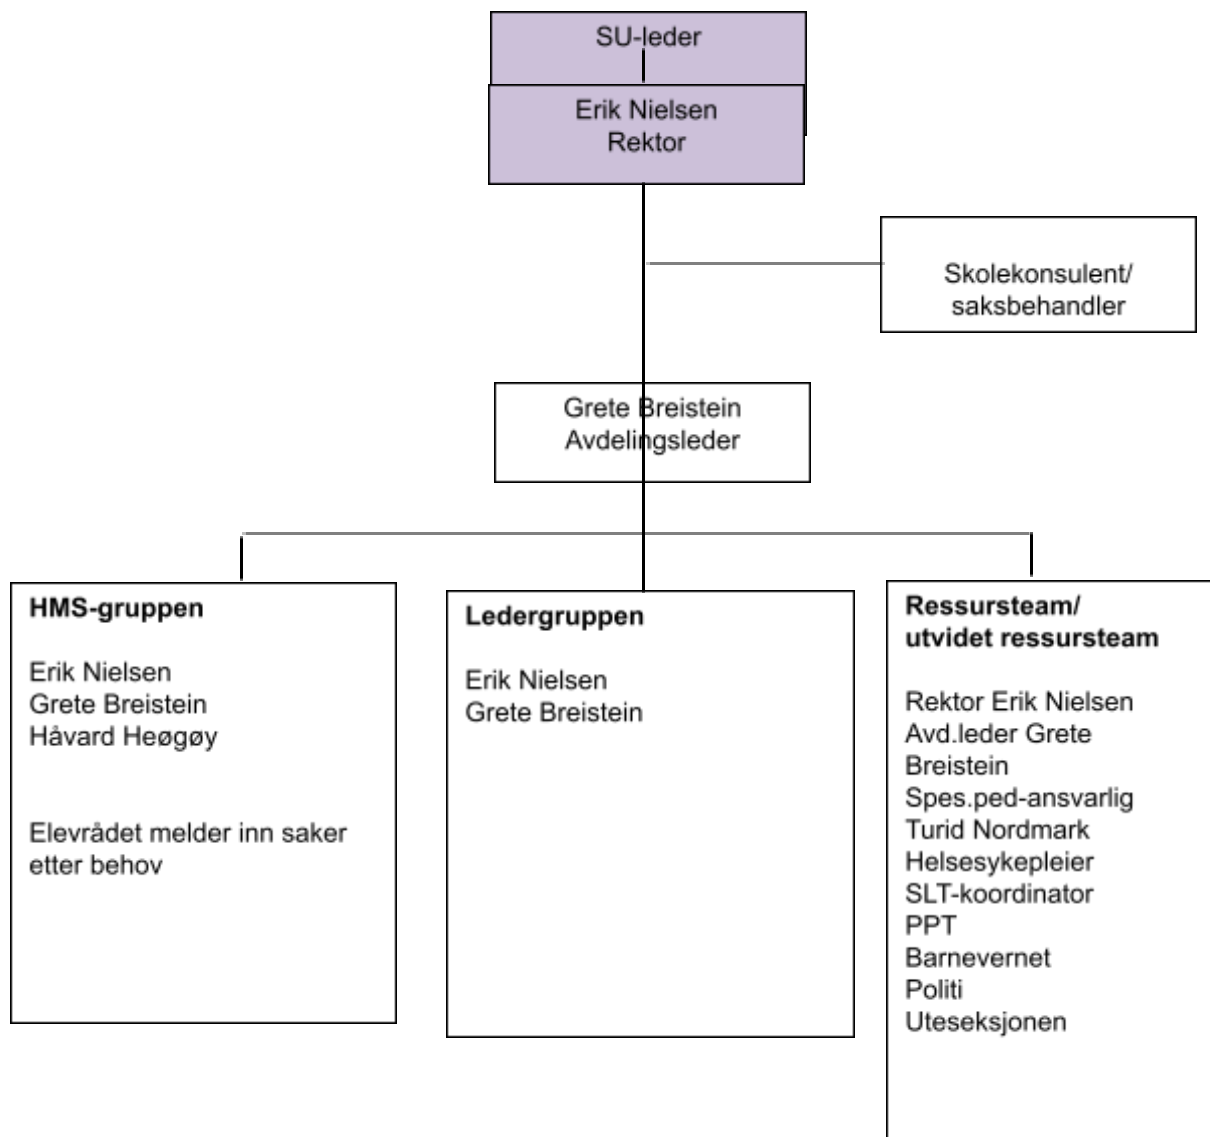 SU-leder
Erik Nielsen
Rektor
Skolekonsulent/
saksbehandler
Grete Breistein
Avdelingsleder
HMS-gruppen
Erik Nielsen
Grete Breistein
Håvard Heøgøy
Elevrådet melder inn saker
etter behov
Ledergruppen
Erik Nielsen
Grete Breistein
Ressursteam/
utvidet ressursteam
Rektor Erik Nielsen
Avd.leder Grete
Breistein
Spes.ped-ansvarlig
Turid Nordmark
Helsesykepleier
SLT-koordinator
PPT
Barnevernet
Politi
Uteseksjonen